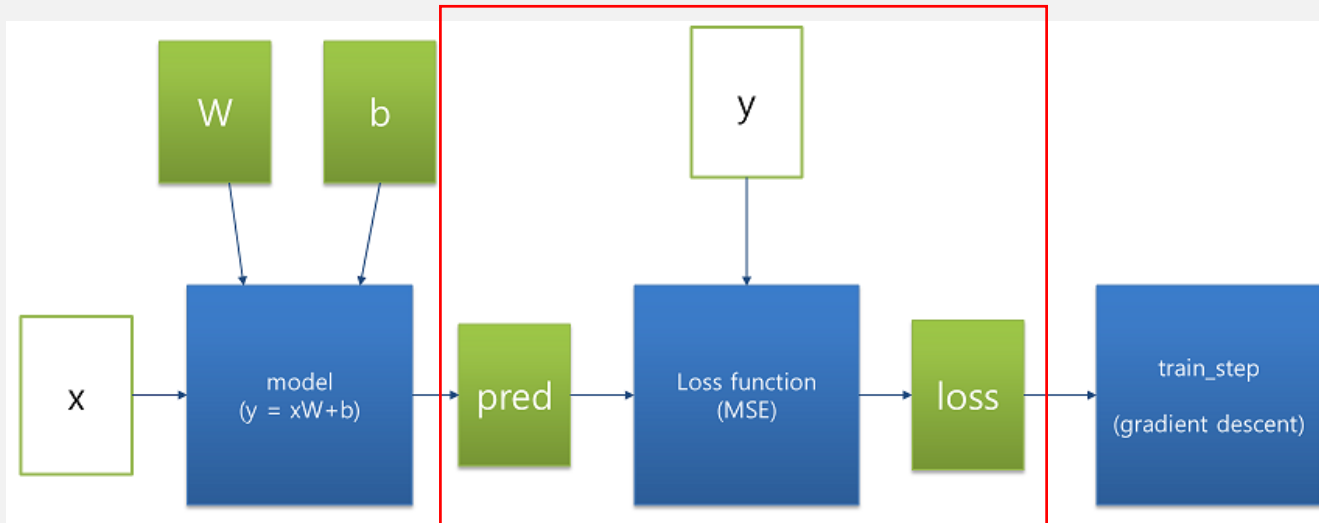 W
b
y
x
model
(y = xW+b)
pred
Loss function
(MSE)
loss
train_step
(gradient descent)